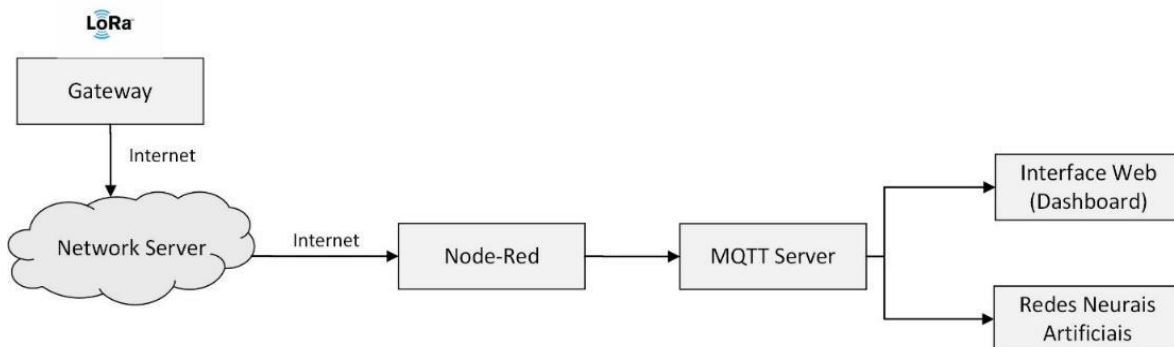 LoRa
Gateway
Internet
Network Server
Internet
Node-Red
MQTT Server
Interface Web
(Dashboard)
Redes Neurais
Artificiais